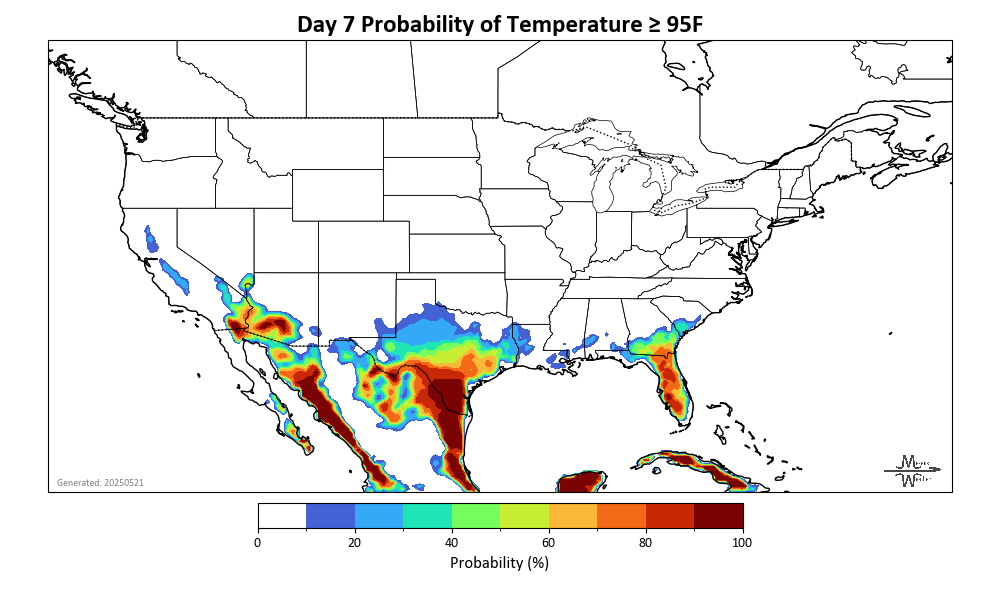 Day 7 Probability of Temperature ≥ 95F
Generated: 20250521
0 20 40 60 80 100
Probability (%)